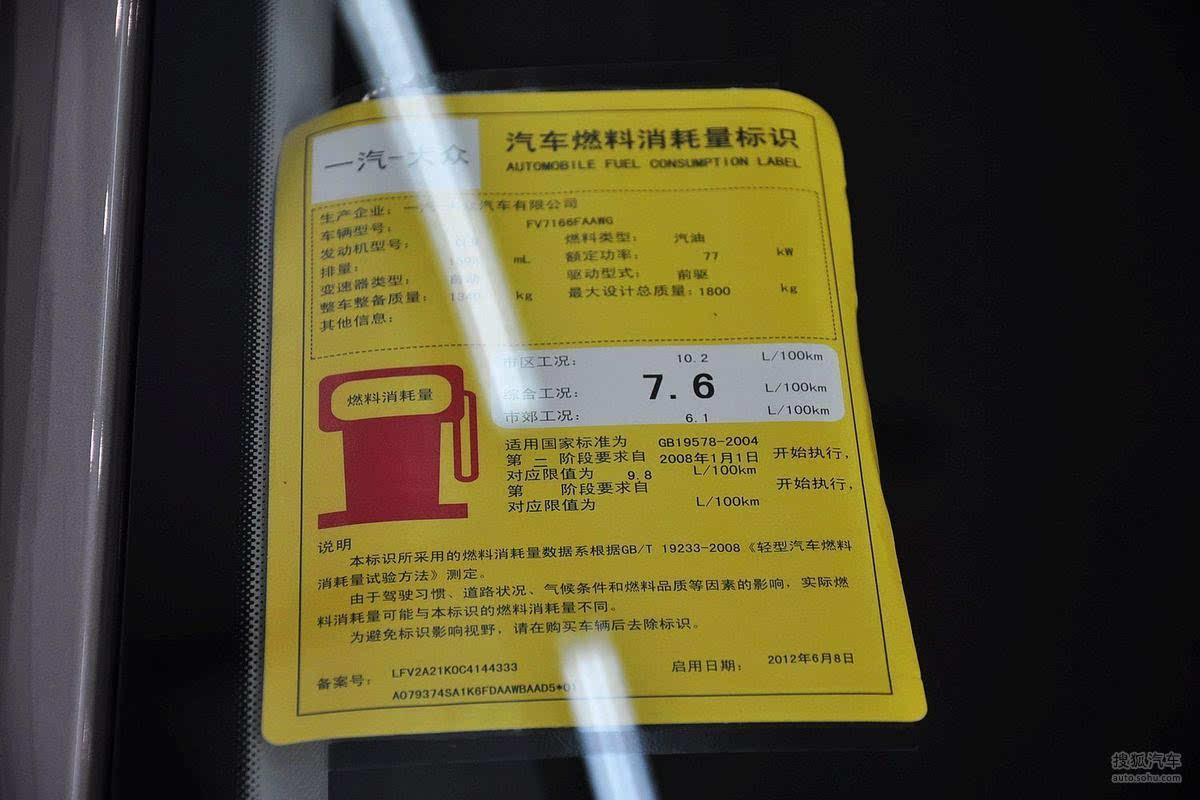 一汽-大众
汽车燃料消耗量标识
AUTOMOBILE FUEL CONSUMPTION LABEL
生产企业: 一汽-大众汽车有限公司
车辆型号: FV7166FAAWG
发动机型号: 燃料类型: 汽油
排量: mL 额定功率: 77 kW
变速器类型: 自动 驱动型式: 前驱
整车整备质量: kg 最大设计总质量: 1800 kg
其他信息:
燃料消耗量
市区工况: 10.2 L/100km
综合工况: 7.6 L/100km
市郊工况: 6.1 L/100km
适用国家标准为 GB19578-2004
第 二 阶段要求自 2008年1月1日 开始执行,
对应限值为 9.8 L/100km
第 阶段要求自 开始执行,
对应限值为 L/100km
说明
本标识所采用的燃料消耗量数据系根据GB/T 19233-2008《轻型汽车燃料
消耗量试验方法》测定。
由于驾驶习惯、道路状况、气候条件和燃料品质等因素的影响, 实际燃
料消耗量可能与本标识的燃料消耗量不同。
为避免标识影响视野, 请在购买车辆后去除标识。
备案号: LFV2A21K0C4144333 启用日期: 2012年6月8日
A079374SA1K6FDAAWBAAD5*01
搜狐汽车
auto.sohu.com